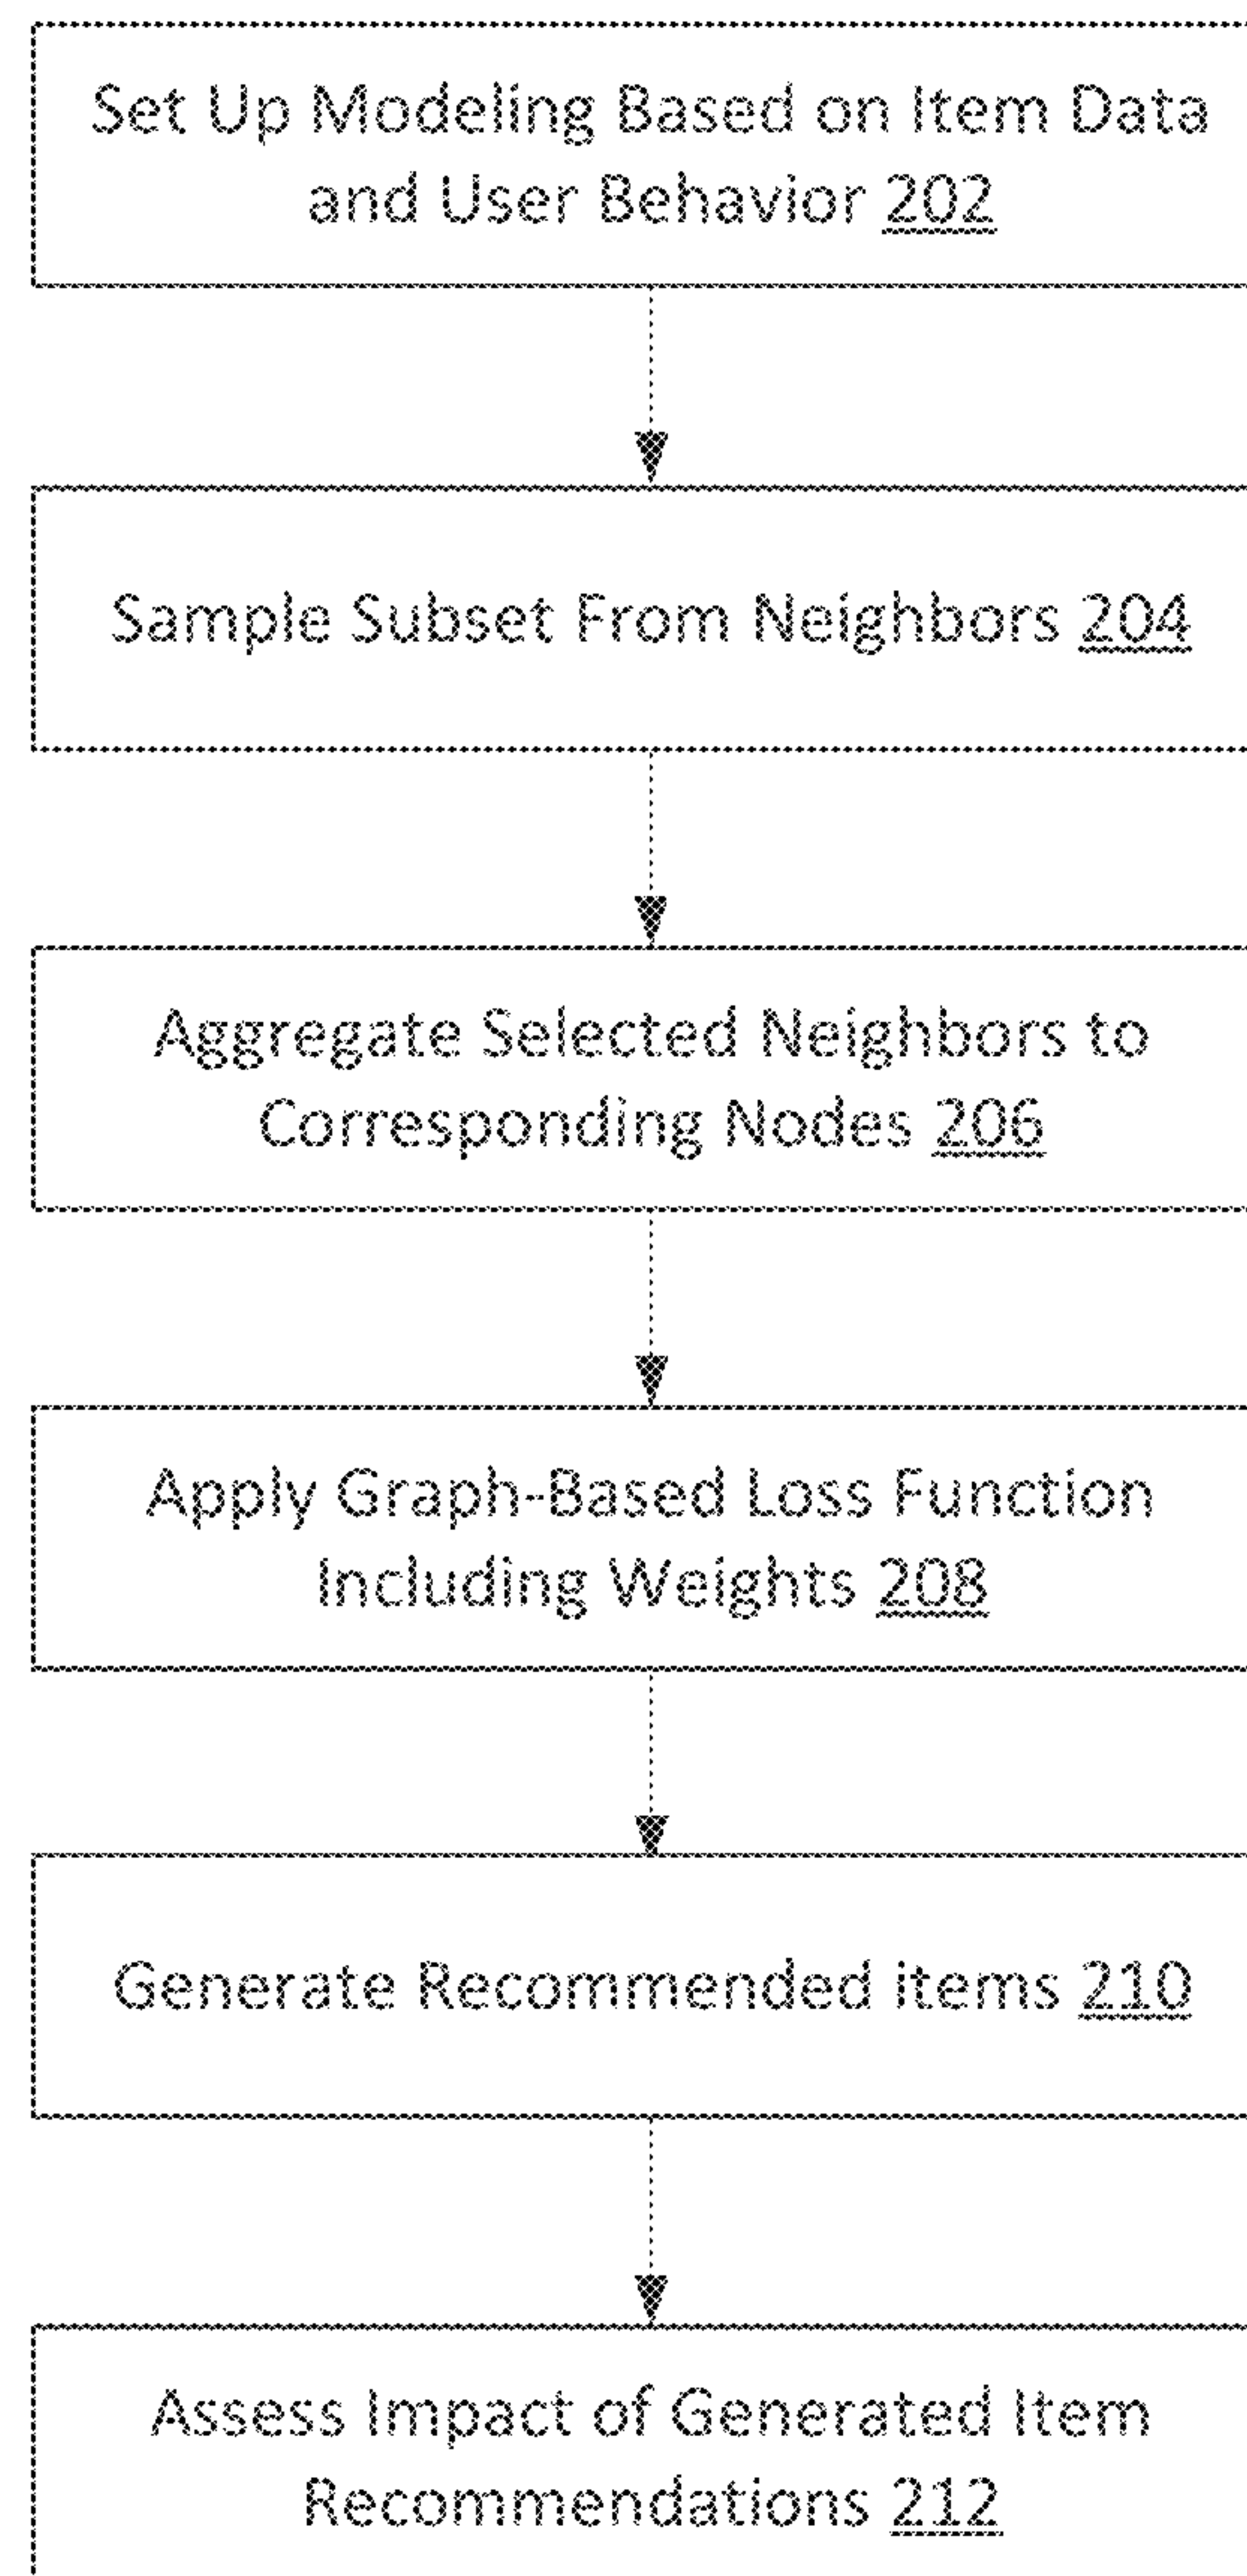 Set Up Modeling Based on Item Data
and User Behavior 202
Sample Subset From Neighbors 204
Aggregate Selected Neighbors to
Corresponding Nodes 206
Apply Graph-Based Loss Function
Including Weights 208
Generate Recommended items 210
Assess Impact of Generated Item
Recommendations 212